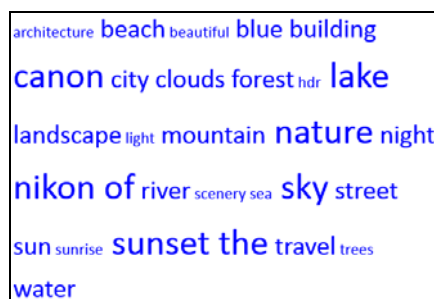 architecture beach beautiful blue building
canon city clouds forest hdr lake
landscape light mountain nature night
nikon of river scenery sea sky street
sun sunrise sunset the travel trees
water